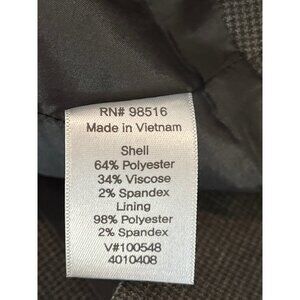 RN# 98516
Made in Vietnam
Shell
64% Polyester
34% Viscose
2% Spandex
Lining
98% Polyester
2% Spandex
V#100548
4010408